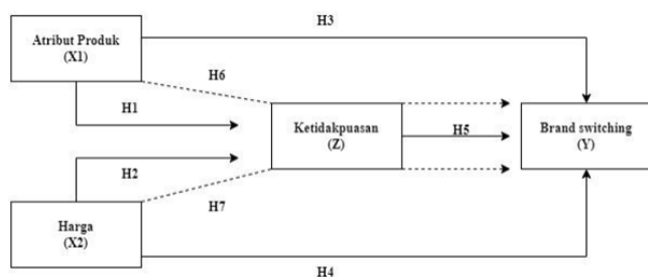 H3
Atribut Produk
(X1)
H6
H1
Ketidakpuasan
(Z)
H5
Brand switching
(Y)
H2
H7
Harga
(X2)
H4